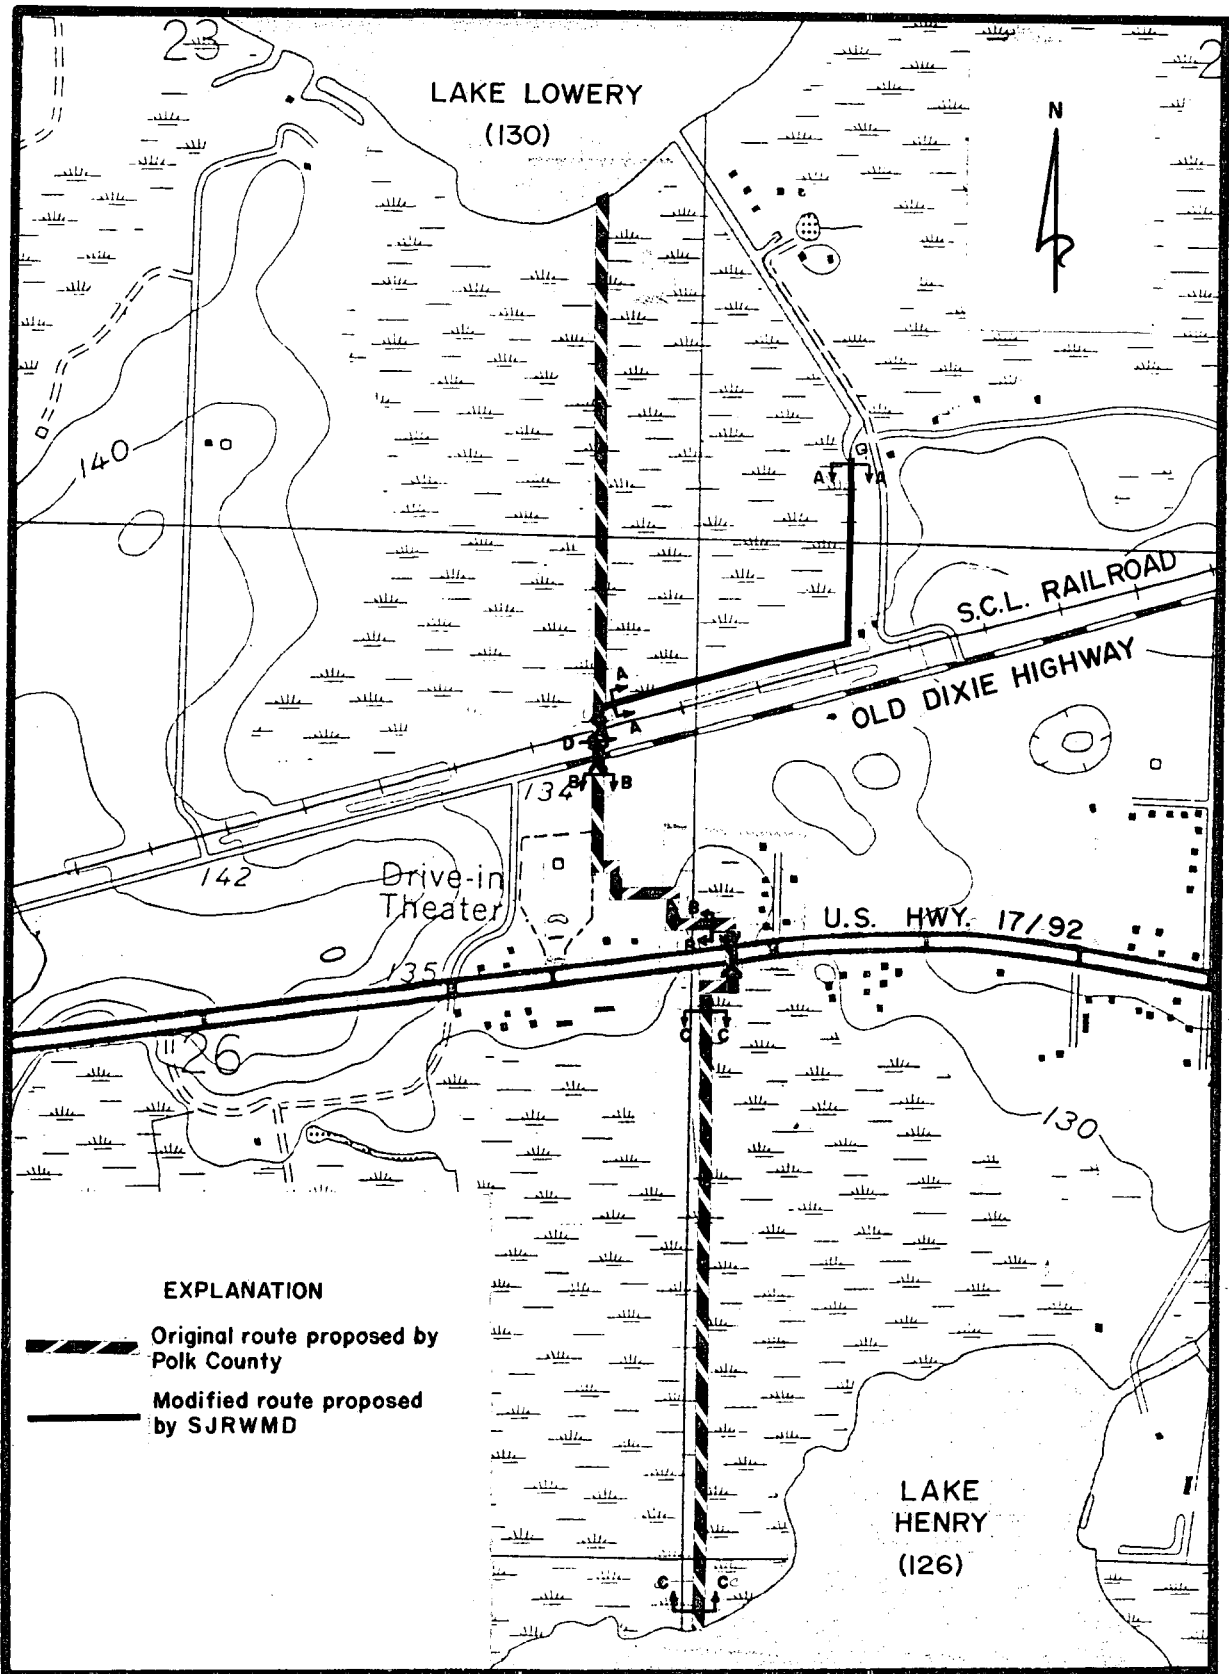 23
2
LAKE LOWERY
(130)
N
140
A A
S.C.L. RAILROAD
OLD DIXIE HIGHWAY
A
A
D
B B
134
142
Drive-in
Theater
B
B
U.S. HWY. 17/92
135
26
C C
130
EXPLANATION
Original route proposed by
Polk County
Modified route proposed
by SJRWMD
LAKE
HENRY
(126)
C C